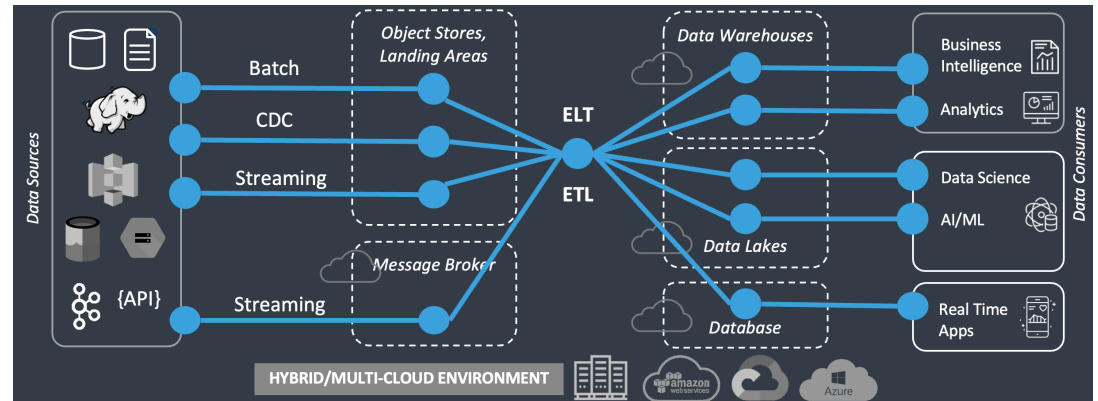 Data Sources
{API}
Batch
CDC
Streaming
Streaming
Object Stores,
Landing Areas
Message Broker
ELT
ETL
Data Warehouses
Data Lakes
Database
Business
Intelligence
Analytics
Data Science
AI/ML
Real Time
Apps
Data Consumers
HYBRID/MULTI-CLOUD ENVIRONMENT
amazon
webservices
Azure